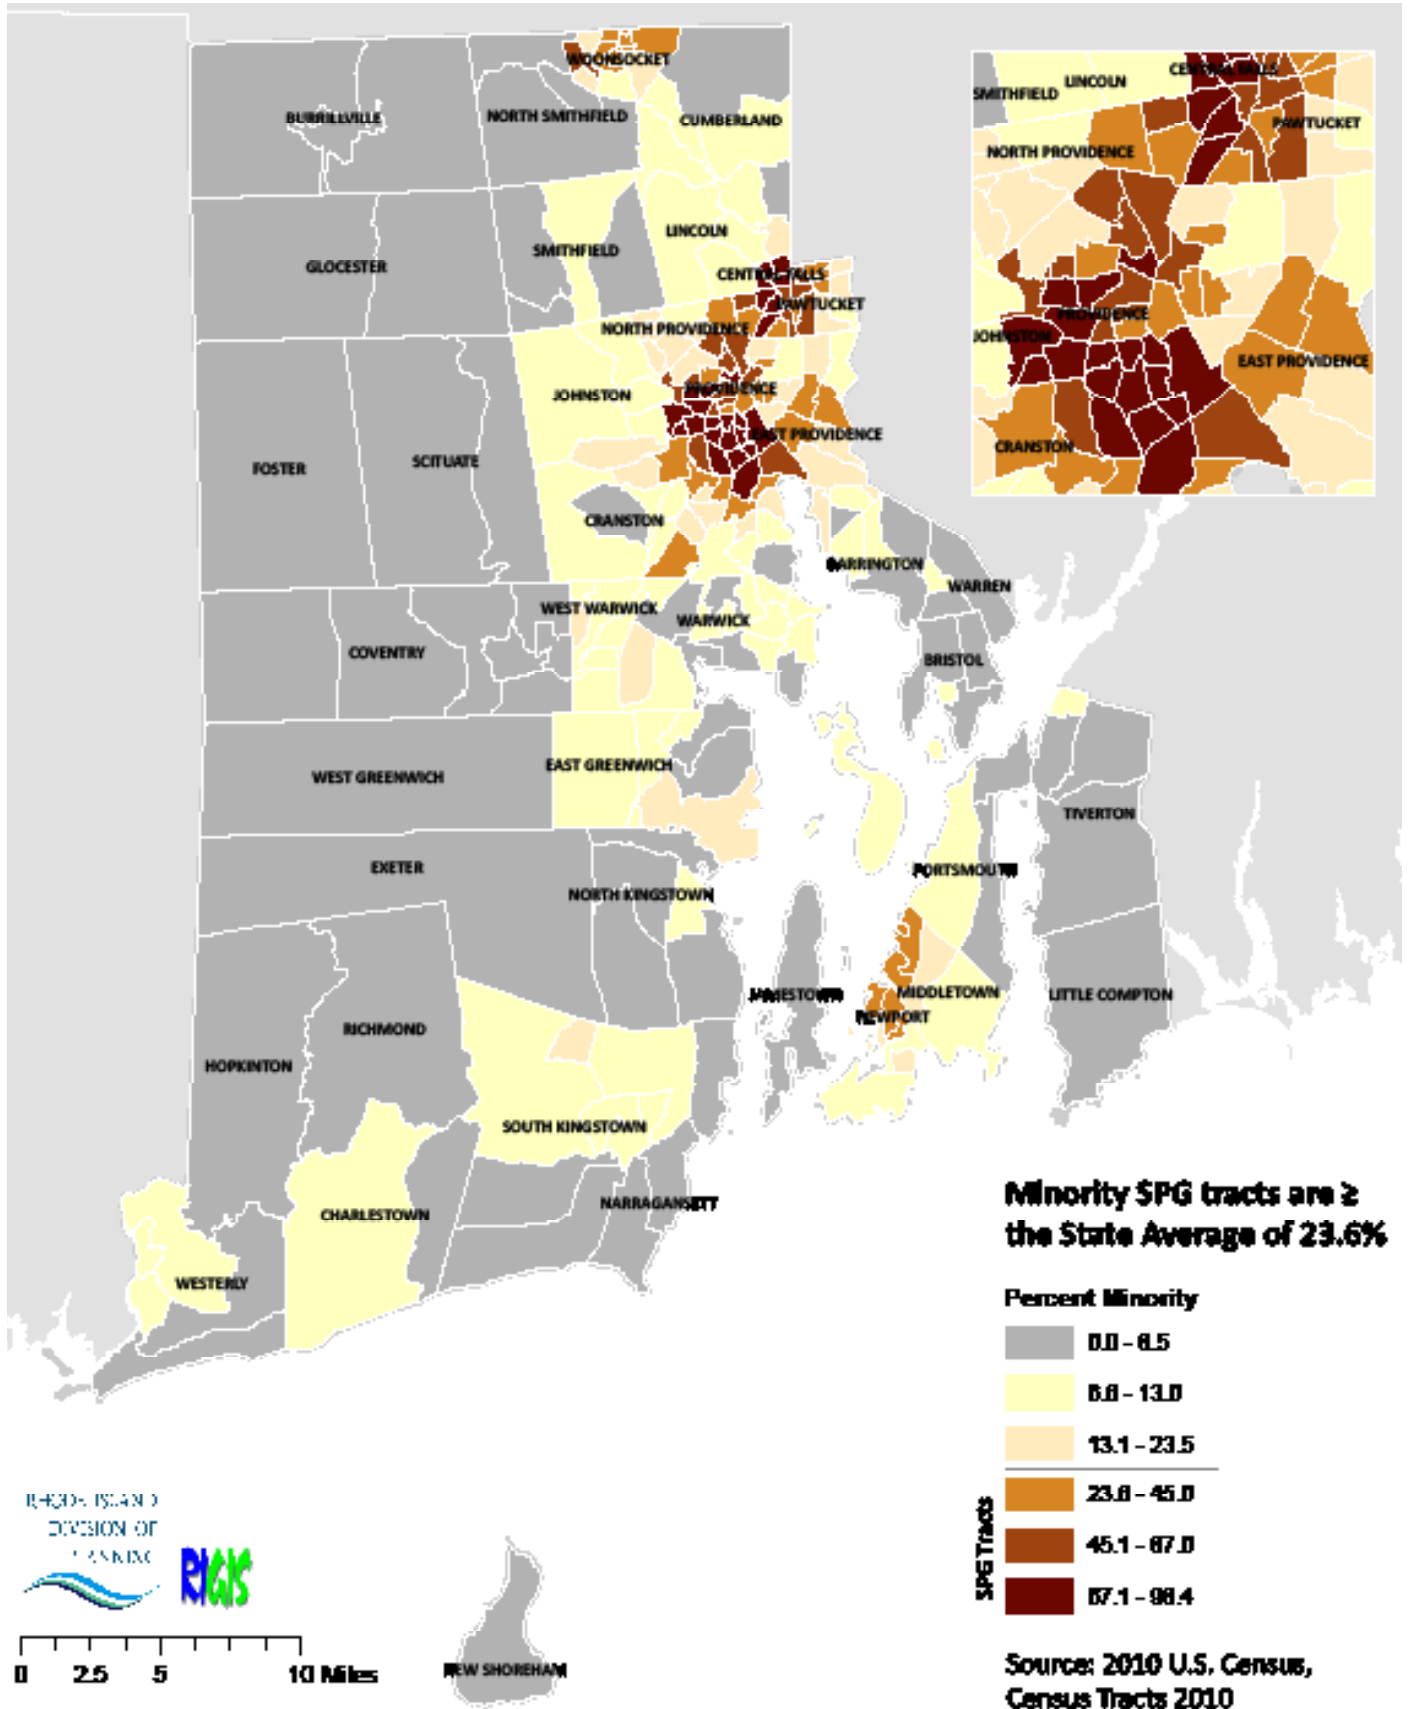 WOONSOCKET
BURRILLVILLE
NORTH SMITHFIELD
CUMBERLAND
SMITHFIELD
LINCOLN
GLOCESTER
CENTRAL FALLS
PAWTUCKET
NORTH PROVIDENCE
PROVIDENCE
JOHNSTON
EAST PROVIDENCE
FOSTER
SCITUATE
CRANSTON
BARRINGTON
WARREN
WEST WARWICK
WARWICK
COVENTRY
BRISTOL
WEST GREENWICH
EAST GREENWICH
TIVERTON
EXETER
PORTSMOUTH
NORTH KINGSTOWN
JAMESTOWN
MIDDLETOWN
LITTLE COMPTON
NEWPORT
RICHMOND
HOPKINTON
SOUTH KINGSTOWN
NARRAGANSETT
CHARLESTOWN
WESTERLY
NEW SHOREHAM
CENTRAL FALLS
LINCOLN
SMITHFIELD
PAWTUCKET
NORTH PROVIDENCE
PROVIDENCE
JOHNSTON
EAST PROVIDENCE
CRANSTON
Minority SPG tracts are ≥
the State Average of 23.6%
Percent Minority
0.0 - 6.5
6.6 - 13.0
13.1 - 23.5
23.6 - 45.0
45.1 - 67.0
67.1 -
SPG Tracts
Source: 2010 U.S. Census,
Census Tracts 2010
RHODE ISLAND
DIVISION OF
PLANNING
RIGIS
0 2.5 5 10 Miles